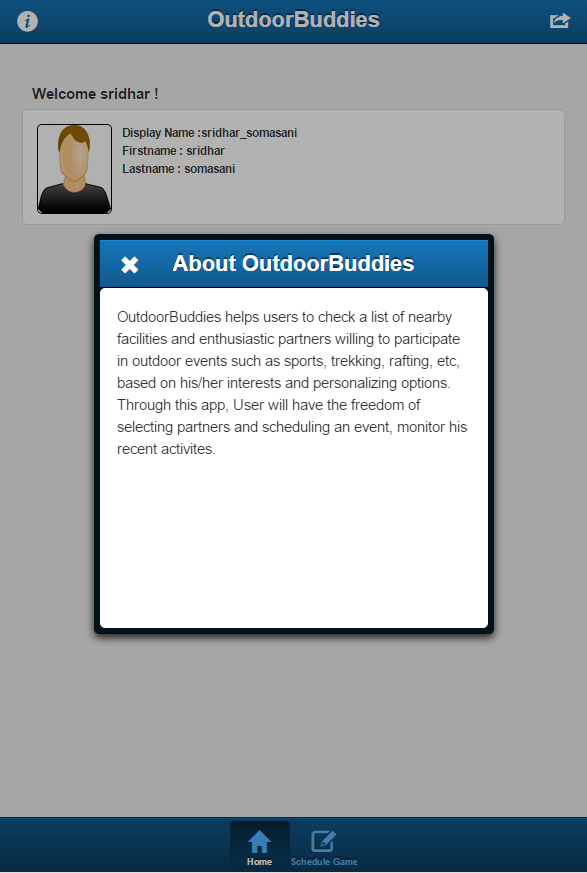 OutdoorBuddies
Welcome sridhar !
Display Name :sridhar_somasani
Firstname : sridhar
Lastname : somasani
About OutdoorBuddies
OutdoorBuddies helps users to check a list of nearby
facilities and enthusiastic partners willing to participate
in outdoor events such as sports, trekking, rafting, etc,
based on his/her interests and personalizing options.
Through this app, User will have the freedom of
selecting partners and scheduling an event, monitor his
recent activites.
Home
Schedule Game